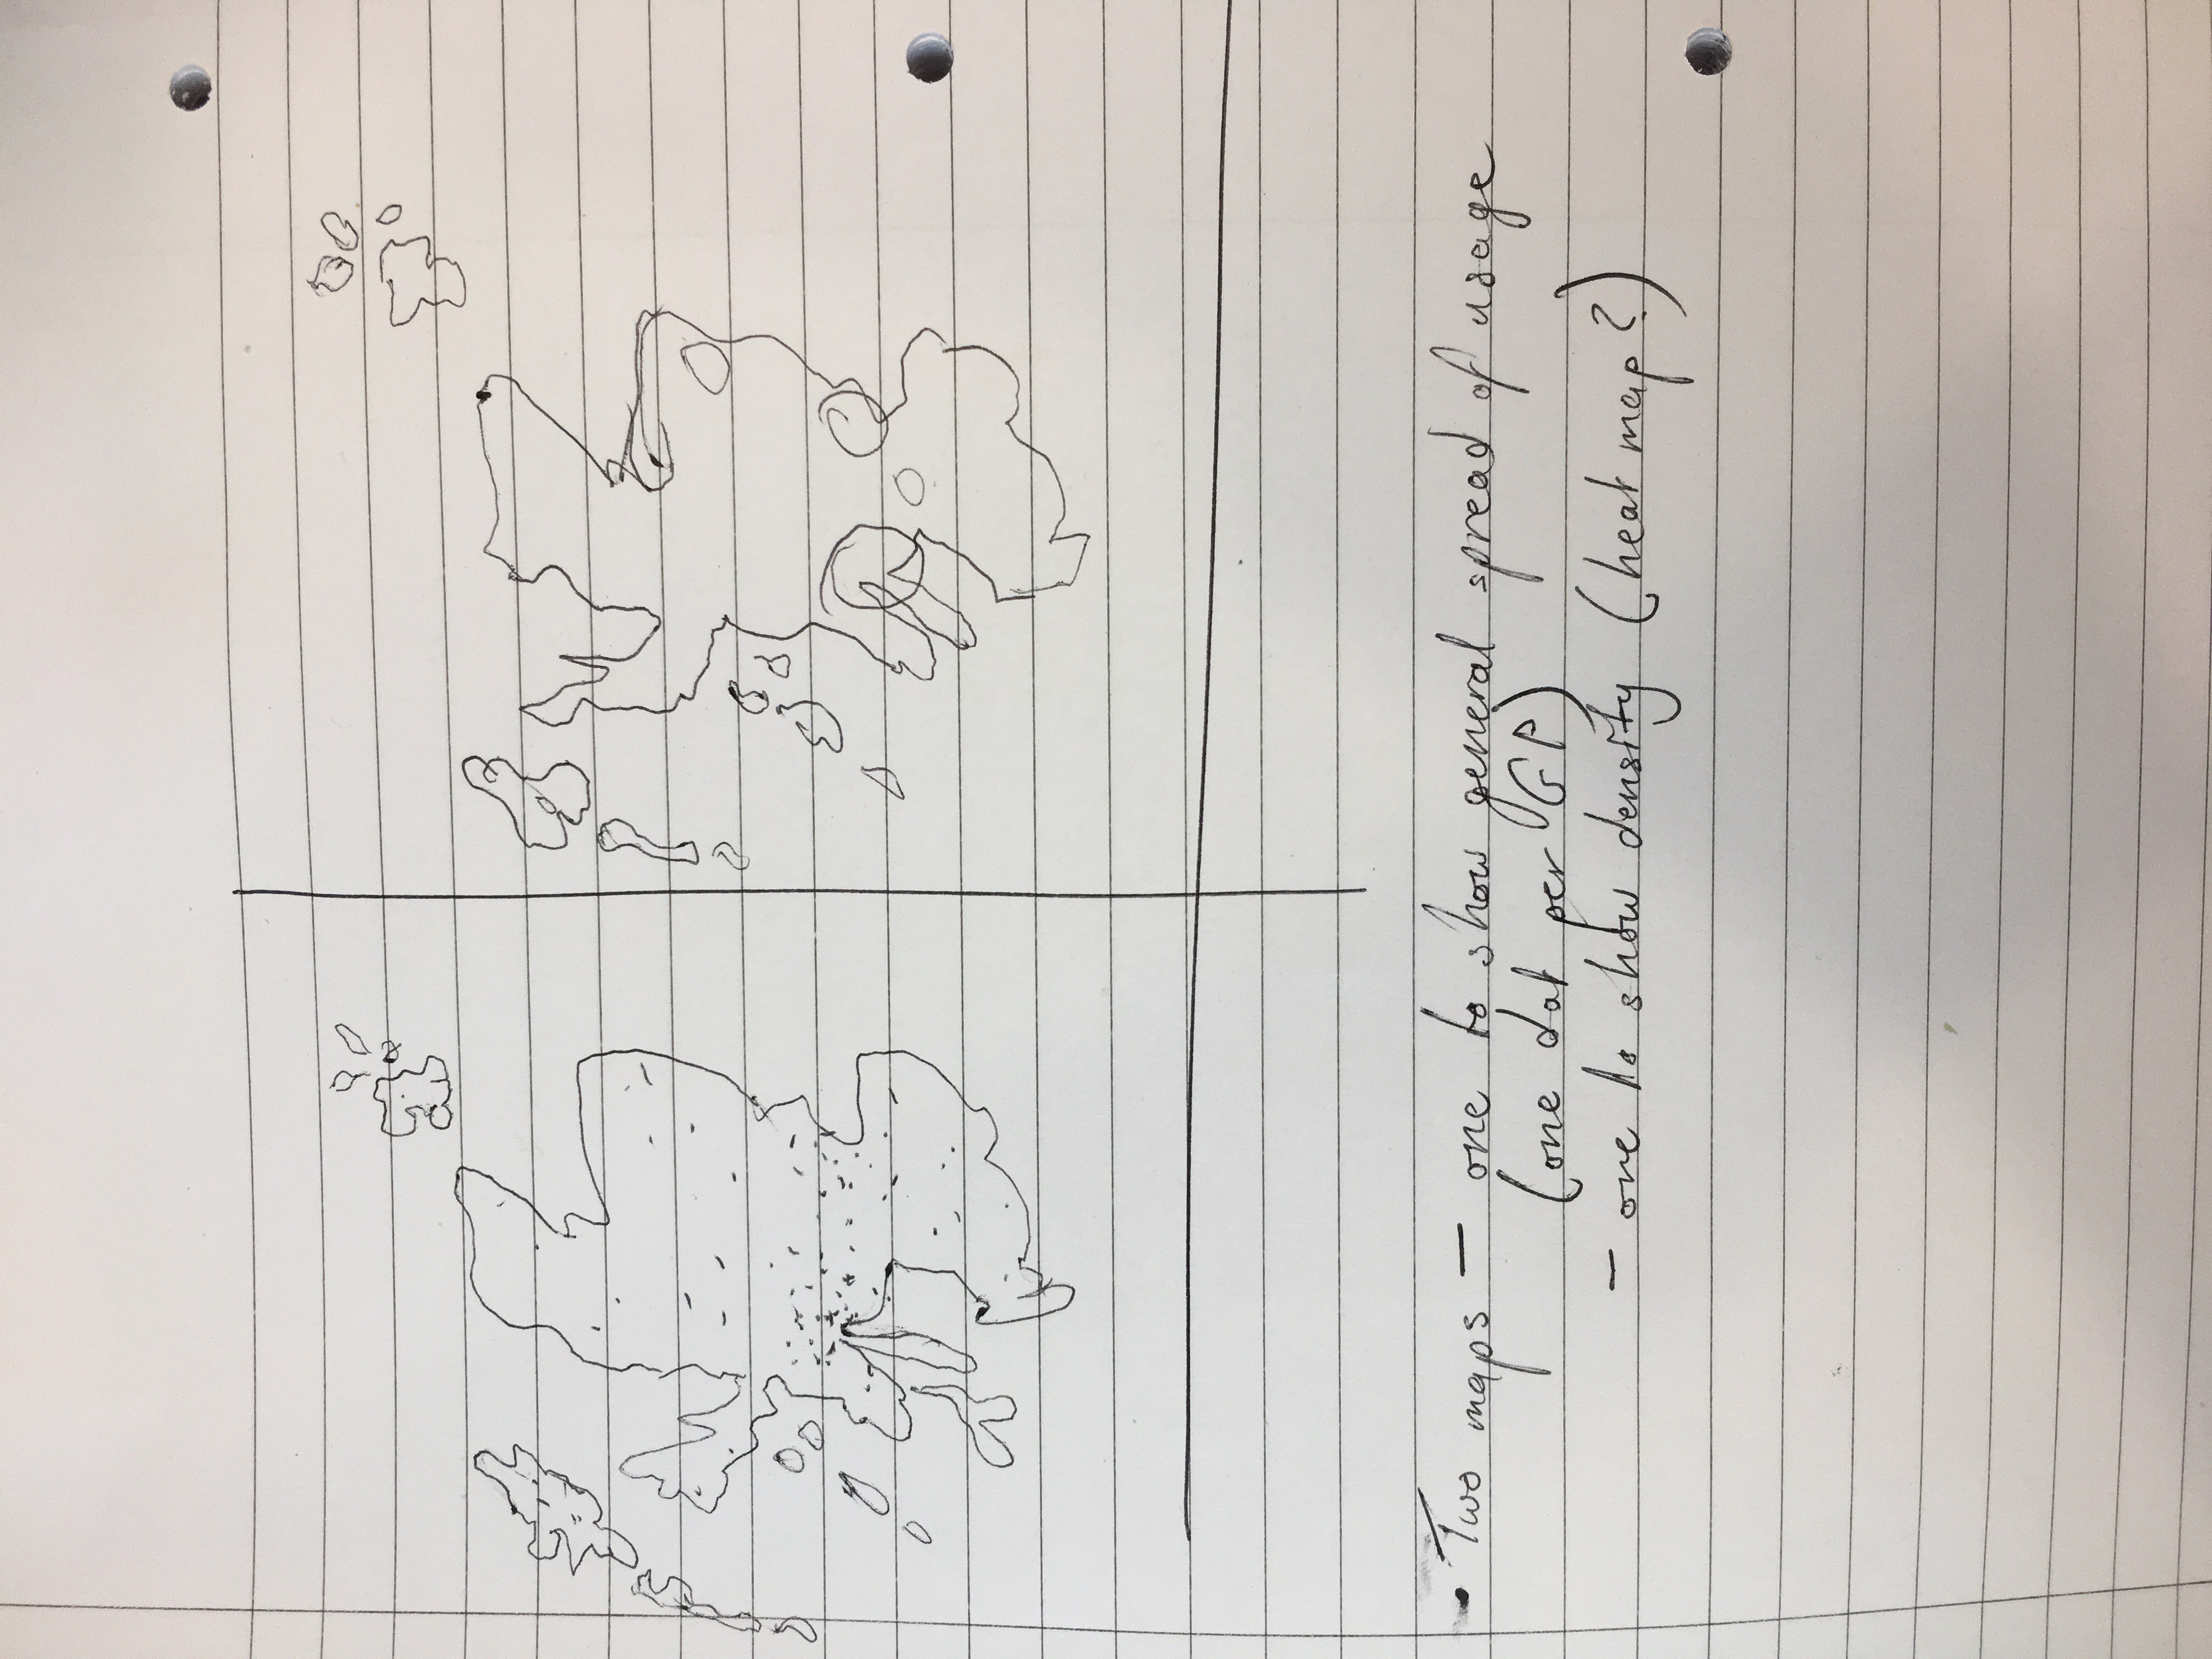 • Two maps — one to show general spread of usage
(one dot per GP)
— one to show density (heat map?)